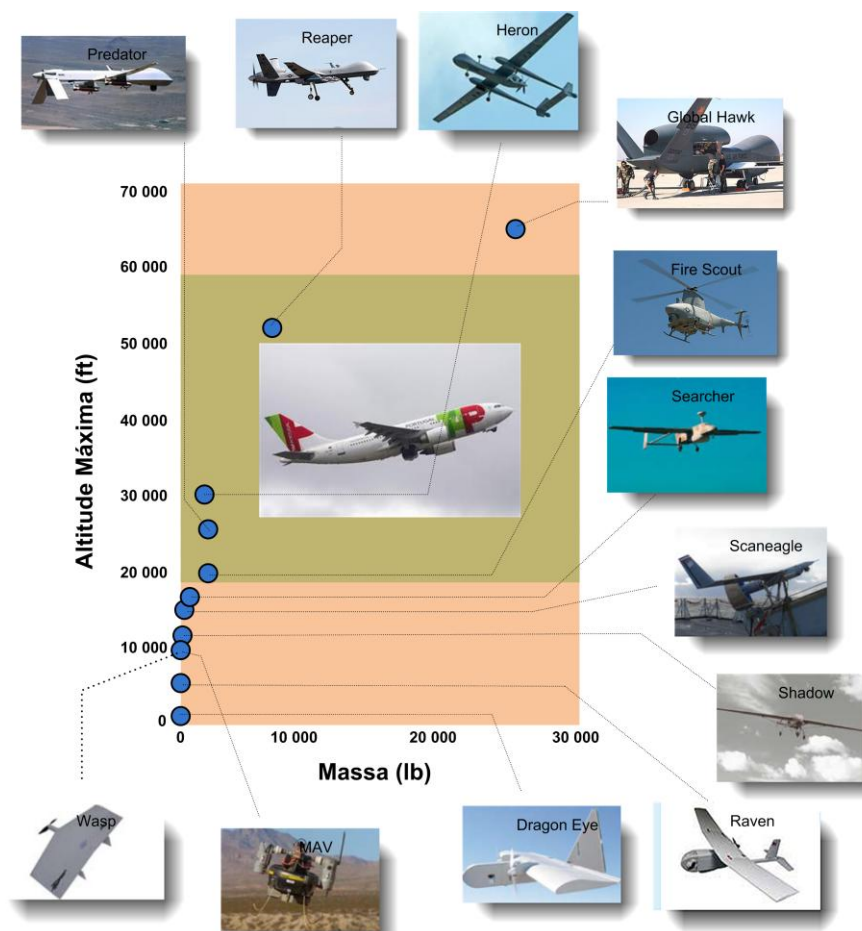 Predator
Reaper
Heron
Global Hawk
Fire Scout
Searcher
Scaneagle
Shadow
Raven
Dragon Eye
MAV
Wasp
Altitude Máxima (ft)
70 000
60 000
50 000
40 000
30 000
20 000
10 000
0
0
10 000
20 000
30 000
Massa (lb)
TAP